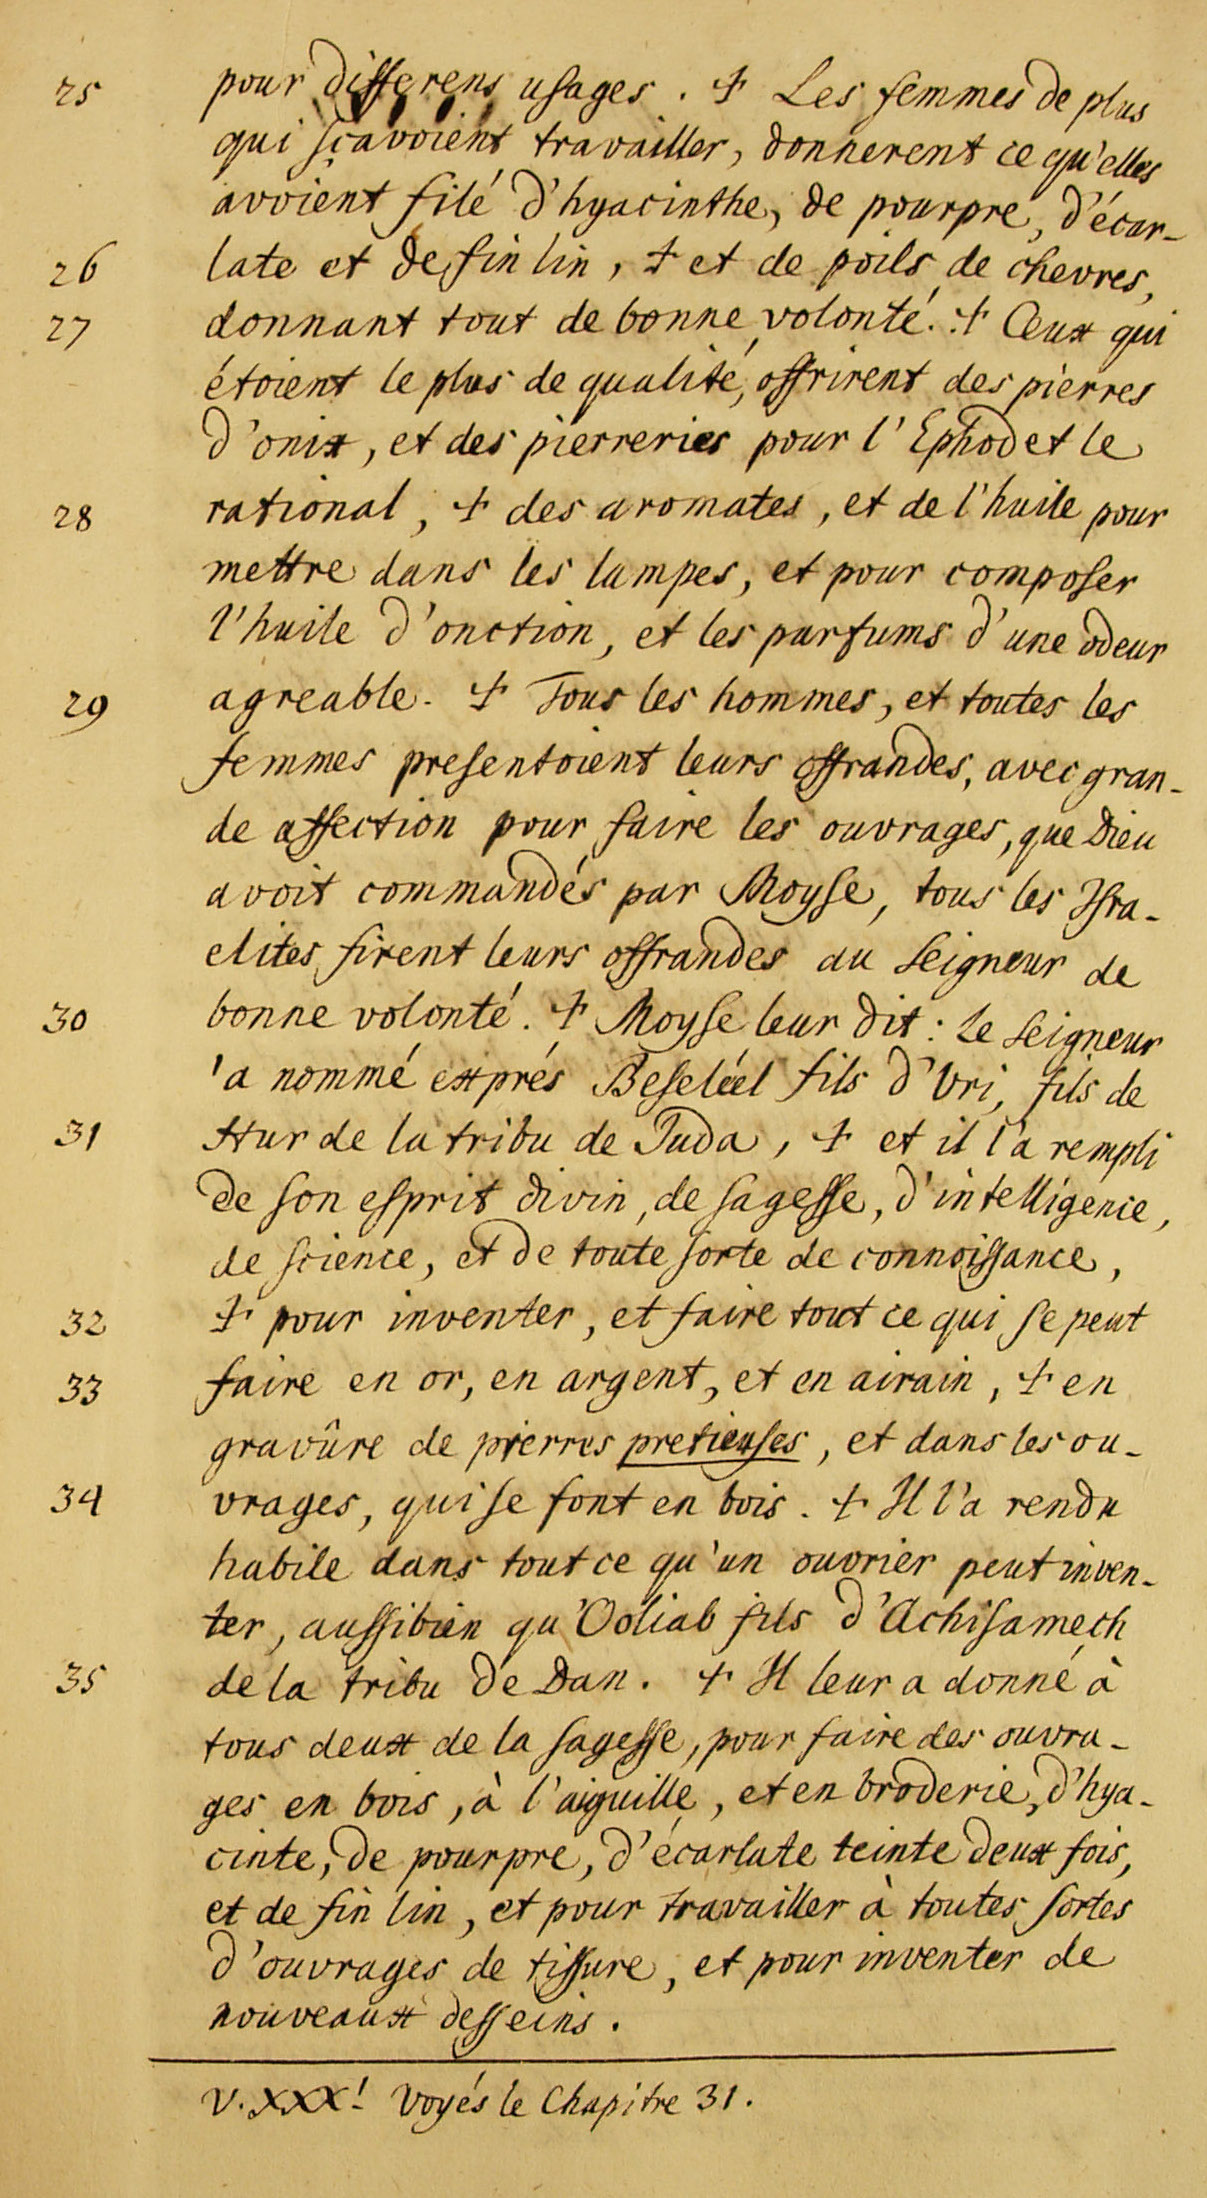 25 pour differens usages. + Les femmes de plus
qui sçavoient travailler, donnerent ce qu'elles
avoient filé d'hyacinthe, de pourpre, d'écar-
26 late et de fin lin, + et de poils de chevres,
27 donnant tout de bonne volonté. + Ceux qui
étoient le plus de qualité, offrirent des pierres
d'onix, et des pierreries pour l'Ephod et le
28 rational, + des aromates, et de l'huile pour
mettre dans les lampes, et pour composer
l'huile d'onction, et les parfums d'une odeur
29 agreable. + Tous les hommes, et toutes les
femmes presentoient leurs offrandes, avec gran-
de affection pour faire les ouvrages, que Dieu
avoit commandés par Moyse, tous les Isra-
elites firent leurs offrandes au Seigneur de
30 bonne volonté. + Moyse leur dit: Le Seigneur
'a nommé exprés Beseléel fils d'Uri, fils de
31 Hur de la tribu de Juda, + et il l'a rempli
de son esprit divin, de sagesse, d'intelligence,
de science, et de toute sorte de connoissance,
32 + pour inventer, et faire tout ce qui se peut
33 faire en or, en argent, et en airain, + en
gravûre de pierres pretieuses, et dans les ou-
34 vrages, qui se font en bois. + Il l'a rendu
habile dans tout ce qu'un ouvrier peut inven-
ter, aussibien qu'Ooliab fils d'Achisamech
35 de la tribu de Dan. + Il leur a donné à
tous deux de la sagesse, pour faire des ouvra-
ges en bois, à l'aiguille, et en broderie, d'hya-
cinte, de pourpre, d'écarlate teinte deux fois,
et de fin lin, et pour travailler à toutes sortes
d'ouvrages de tissure, et pour inventer de
nouveaux desseins.
V. XXX! Voyés le Chapitre 31.